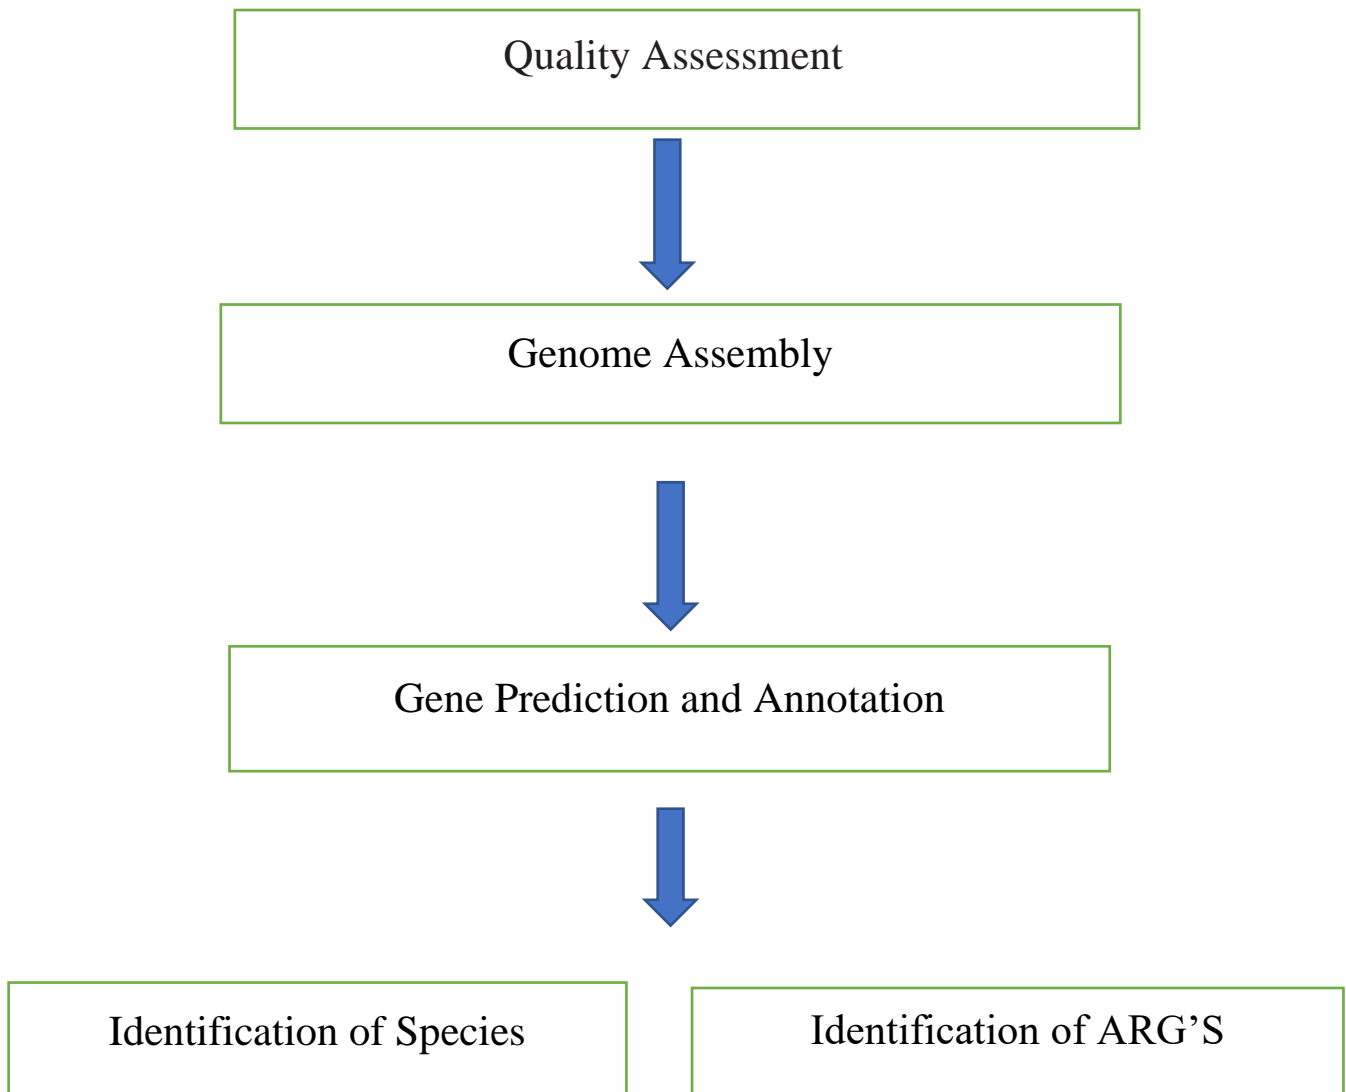 Quality Assessment
Genome Assembly
Gene Prediction and Annotation
Identification of Species
Identification of ARG’S